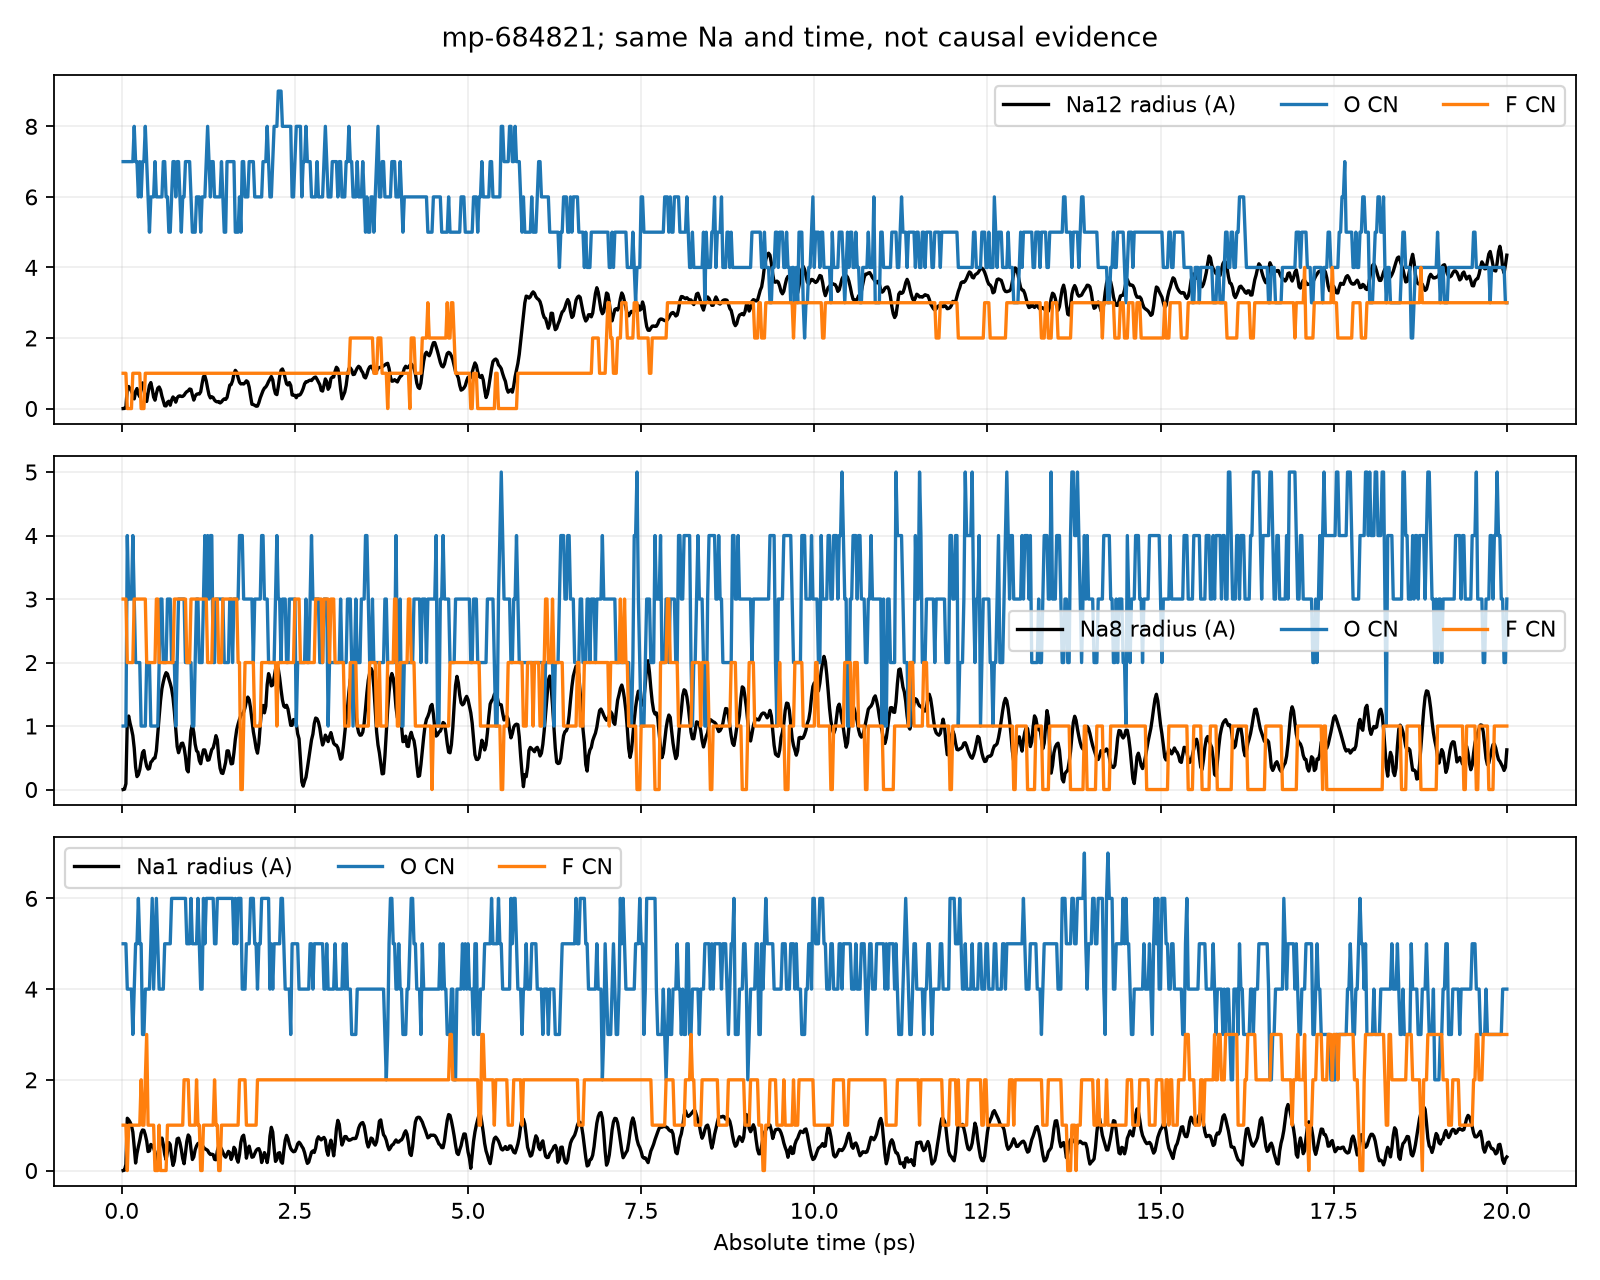 mp-684821; same Na and time, not causal evidence
Na12 radius (A) O CN F CN
8
6
4
2
0
5
4
3
2
1
0
Na8 radius (A) O CN F CN
Na1 radius (A) O CN F CN
6
4
2
0
0.0 2.5 5.0 7.5 10.0 12.5 15.0 17.5 20.0
Absolute time (ps)